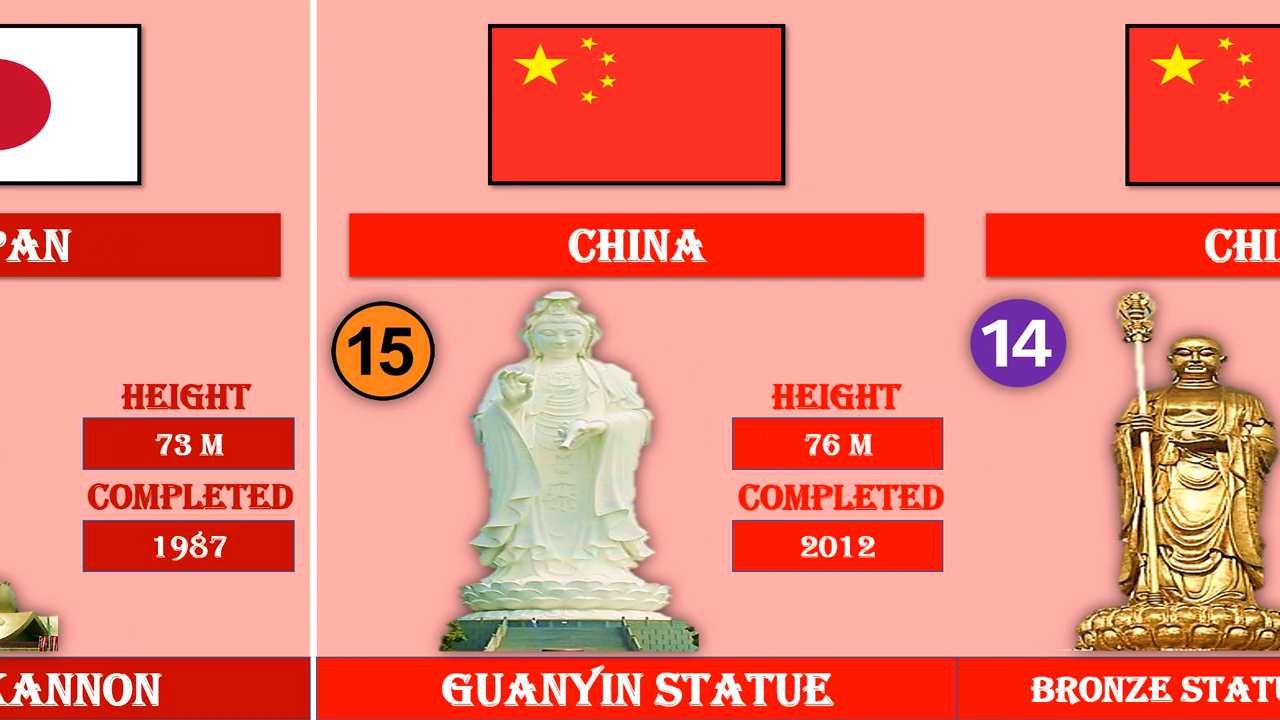 PAN
HEIGHT
73 M
COMPLETED
1987
KANNON
CHINA
15
HEIGHT
76 M
COMPLETED
2012
GUANYIN STATUE
CHI
14
BRONZE STATU